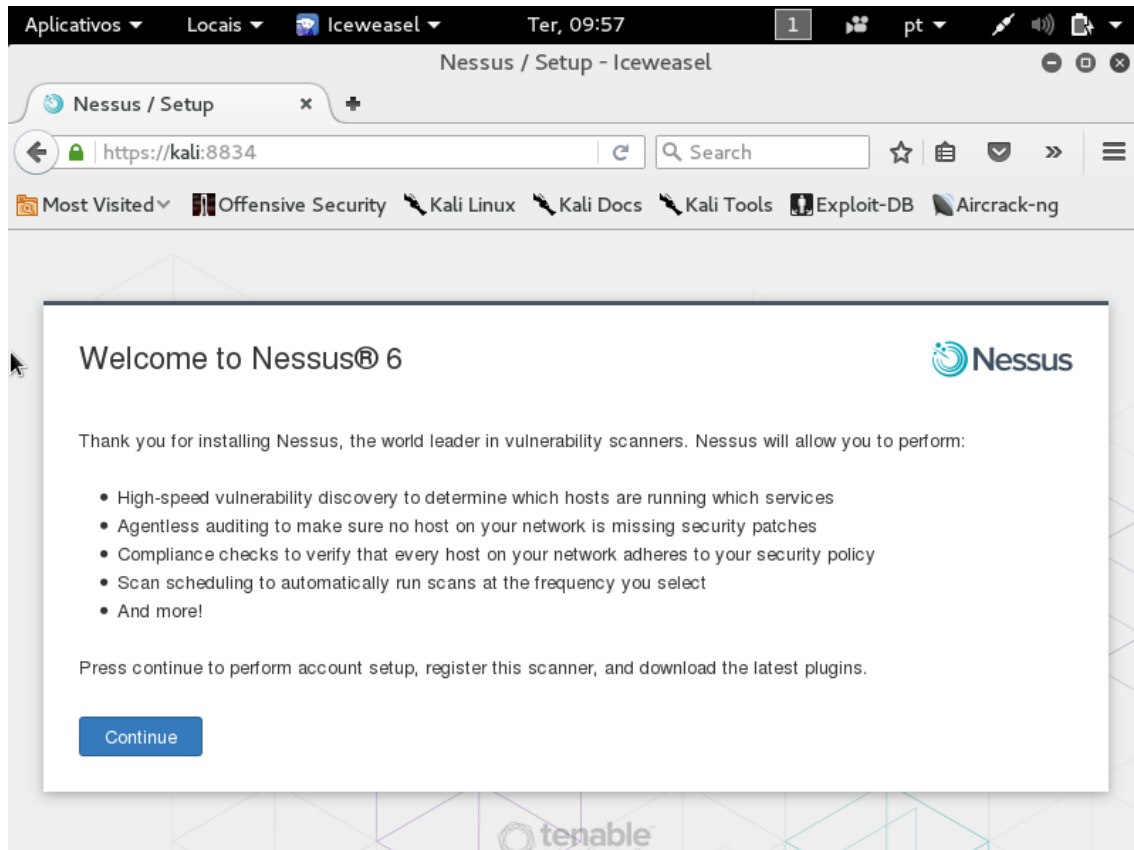 Aplicativos Locais Iceweasel Ter, 09:57 1 pt
Nessus / Setup - Iceweasel
Nessus / Setup
https://kali:8834 Search
Most Visited Offensive Security Kali Linux Kali Docs Kali Tools Exploit-DB Aircrack-ng
Welcome to Nessus® 6
Nessus
Thank you for installing Nessus, the world leader in vulnerability scanners. Nessus will allow you to perform:
• High-speed vulnerability discovery to determine which hosts are running which services
• Agentless auditing to make sure no host on your network is missing security patches
• Compliance checks to verify that every host on your network adheres to your security policy
• Scan scheduling to automatically run scans at the frequency you select
• And more!
Press continue to perform account setup, register this scanner, and download the latest plugins.
Continue
tenable